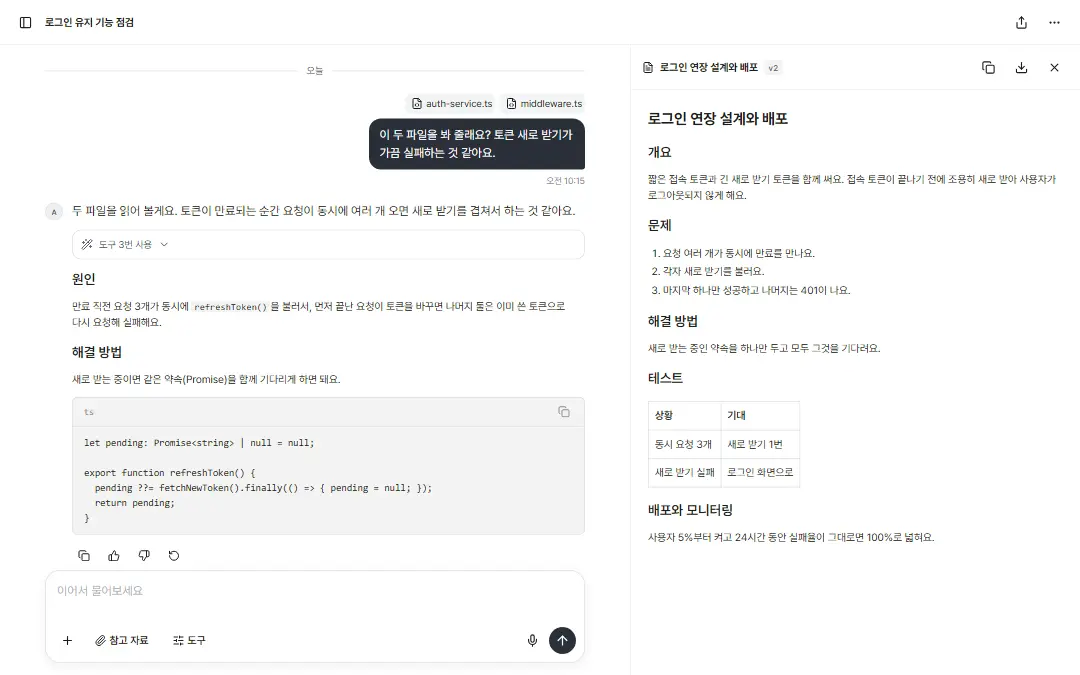 로그인 유지 기능 점검
오늘
auth-service.ts
middleware.ts
이 두 파일을 봐 줄래요? 토큰 새로 받기가
가끔 실패하는 것 같아요.
오전 10:15
A
두 파일을 읽어 볼게요. 토큰이 만료되는 순간 요청이 동시에 여러 개 오면 새로 받기를 겹쳐서 하는 것 같아요.
도구 3번 사용
원인
만료 직전 요청 3개가 동시에 refreshToken() 을 불러서, 먼저 끝난 요청이 토큰을 바꾸면 나머지 둘은 이미 쓴 토큰으로
다시 요청해 실패해요.
해결 방법
새로 받는 중이면 같은 약속(Promise)을 함께 기다리게 하면 돼요.
ts
let pending: Promise<string> | null = null;
export function refreshToken() {
pending ??= fetchNewToken().finally(() => { pending = null; });
return pending;
}
이어서 물어보세요
참고 자료
도구
로그인 연장 설계와 배포
v2
로그인 연장 설계와 배포
개요
짧은 접속 토큰과 긴 새로 받기 토큰을 함께 써요. 접속 토큰이 끝나기 전에 조용히 새로 받아 사용자가
로그아웃되지 않게 해요.
문제
1. 요청 여러 개가 동시에 만료를 만나요.
2. 각자 새로 받기를 불러요.
3. 마지막 하나만 성공하고 나머지는 401이 나요.
해결 방법
새로 받는 중인 약속을 하나만 두고 모두 그것을 기다려요.
테스트
상황 기대
동시 요청 3개 새로 받기 1번
새로 받기 실패 로그인 화면으로
배포와 모니터링
사용자 5%부터 켜고 24시간 동안 실패율이 그대로면 100%로 넓혀요.